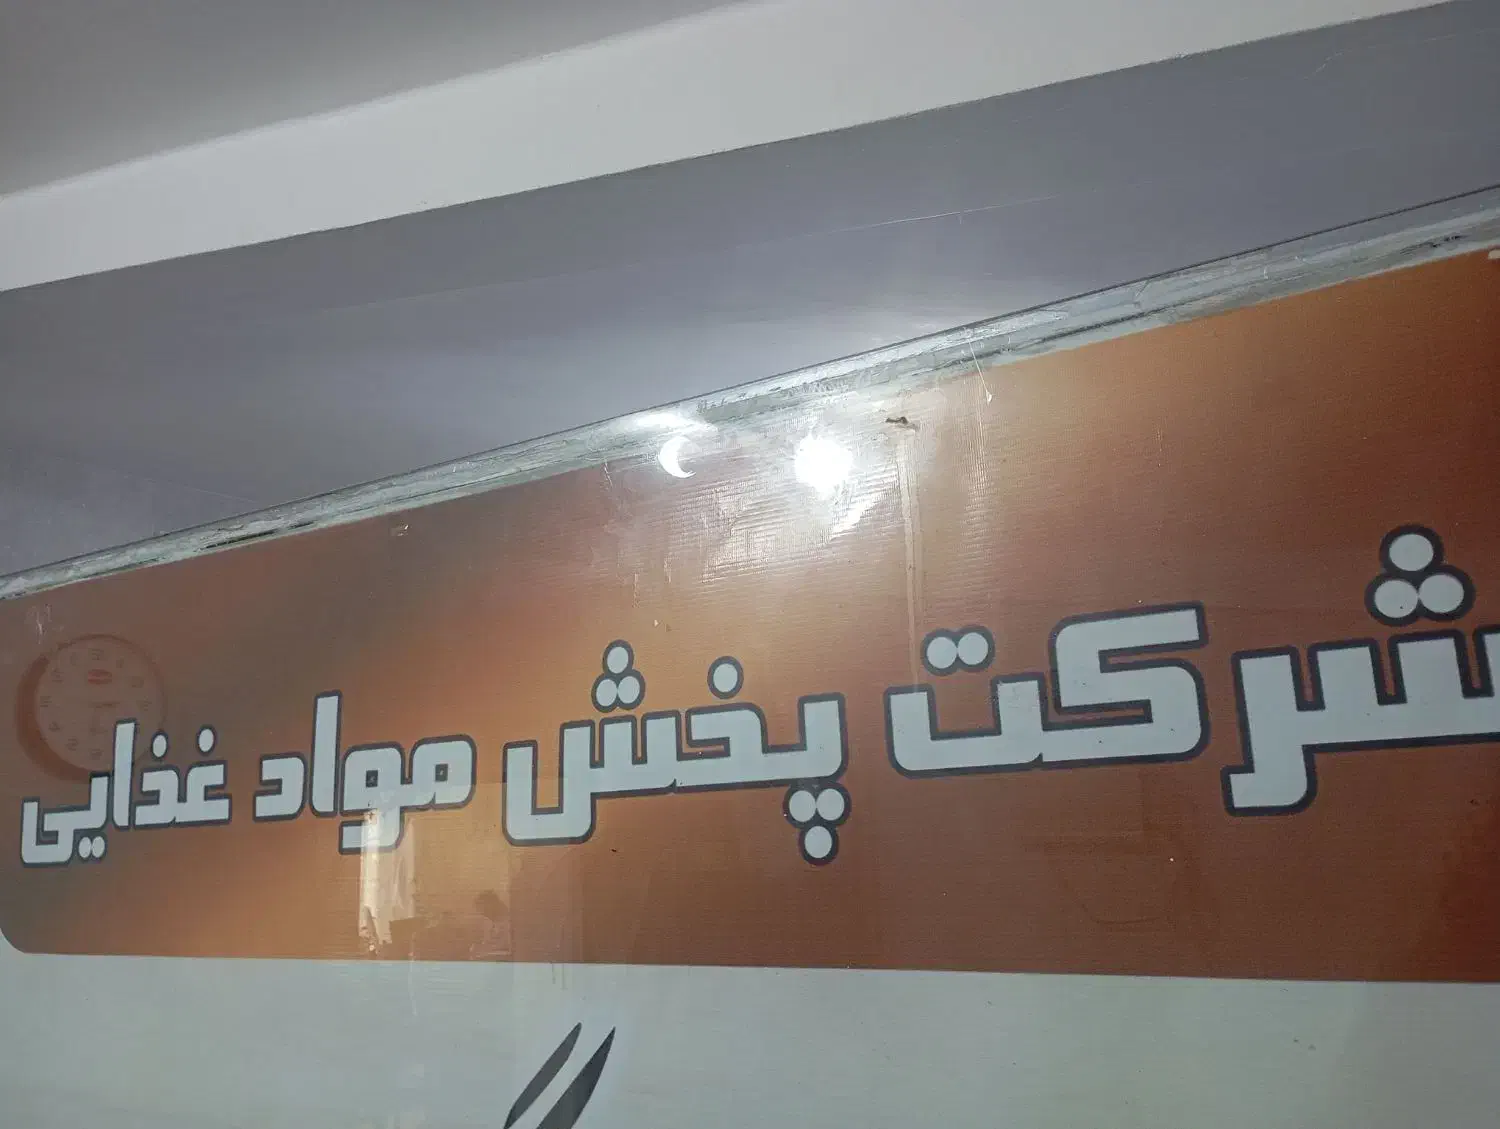 شرکت پخش مواد غذایی